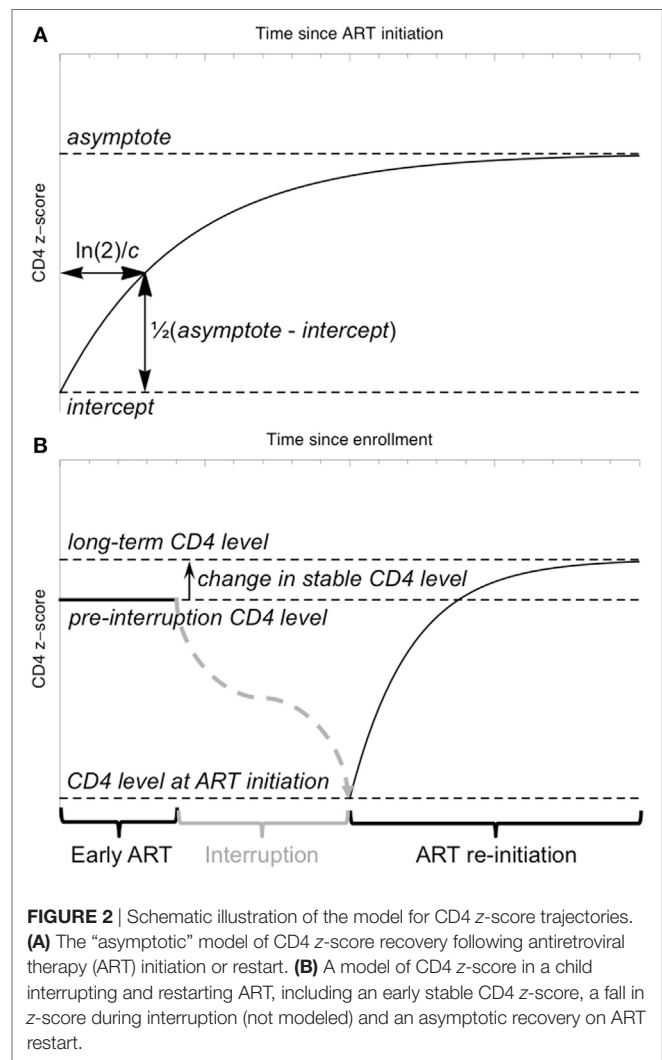 A
Time since ART initiation
asymptote
CD4 z−score
ln(2)/c
½(asymptote - intercept)
intercept
Time since enrollment
B
long-term CD4 level
change in stable CD4 level
pre-interruption CD4 level
CD4 z−score
CD4 level at ART initiation
Early ART
Interruption
ART re-initiation
FIGURE 2 | Schematic illustration of the model for CD4 z-score trajectories.
(A) The “asymptotic” model of CD4 z-score recovery following antiretroviral
therapy (ART) initiation or restart. (B) A model of CD4 z-score in a child
interrupting and restarting ART, including an early stable CD4 z-score, a fall in
z-score during interruption (not modeled) and an asymptotic recovery on ART
restart.